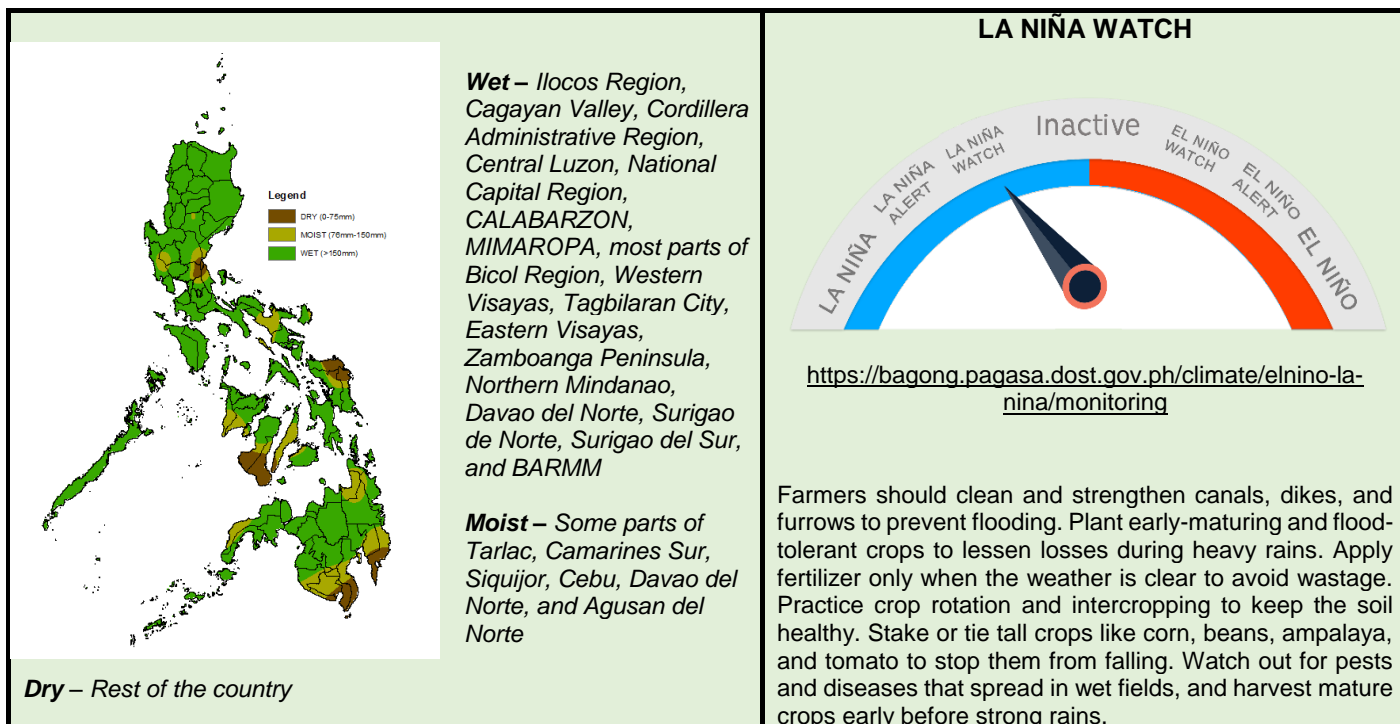 Legend
DRY (0-75mm)
MOIST (76mm-150mm)
WET (>150mm)
Wet – Ilocos Region,
Cagayan Valley, Cordillera
Administrative Region,
Central Luzon, National
Capital Region,
CALABARZON,
MIMAROPA, most parts of
Bicol Region, Western
Visayas, Tagbilaran City,
Eastern Visayas,
Zamboanga Peninsula,
Northern Mindanao,
Davao del Norte, Surigao
de Norte, Surigao del Sur,
and BARMM
Moist – Some parts of
Tarlac, Camarines Sur,
Siquijor, Cebu, Davao del
Norte, and Agusan del
Norte
Dry – Rest of the country
LA NIÑA WATCH
LA NIÑA
LA NIÑA
ALERT
LA NIÑA
WATCH
Inactive
EL NIÑO
WATCH
EL NIÑO
ALERT
EL NIÑO
https://bagong.pagasa.dost.gov.ph/climate/elnino-la-
nina/monitoring
Farmers should clean and strengthen canals, dikes, and
furrows to prevent flooding. Plant early-maturing and flood-
tolerant crops to lessen losses during heavy rains. Apply
fertilizer only when the weather is clear to avoid wastage.
Practice crop rotation and intercropping to keep the soil
healthy. Stake or tie tall crops like corn, beans, ampalaya,
and tomato to stop them from falling. Watch out for pests
and diseases that spread in wet fields, and harvest mature
crops early before strong rains.